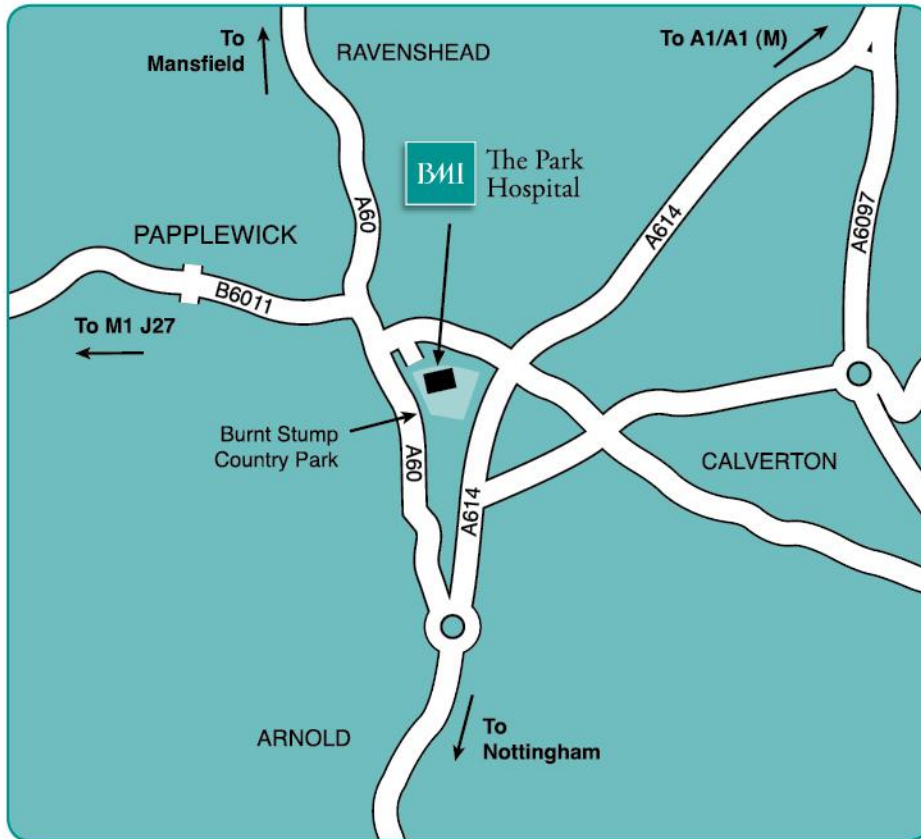 To
Mansfield
RAVENSHEAD
To A1/A1 (M)
BMI
The Park
Hospital
A60
A614
A6097
PAPPLEWICK
B6011
To M1 J27
Burnt Stump
Country Park
A60
A614
CALVERTON
ARNOLD
To
Nottingham